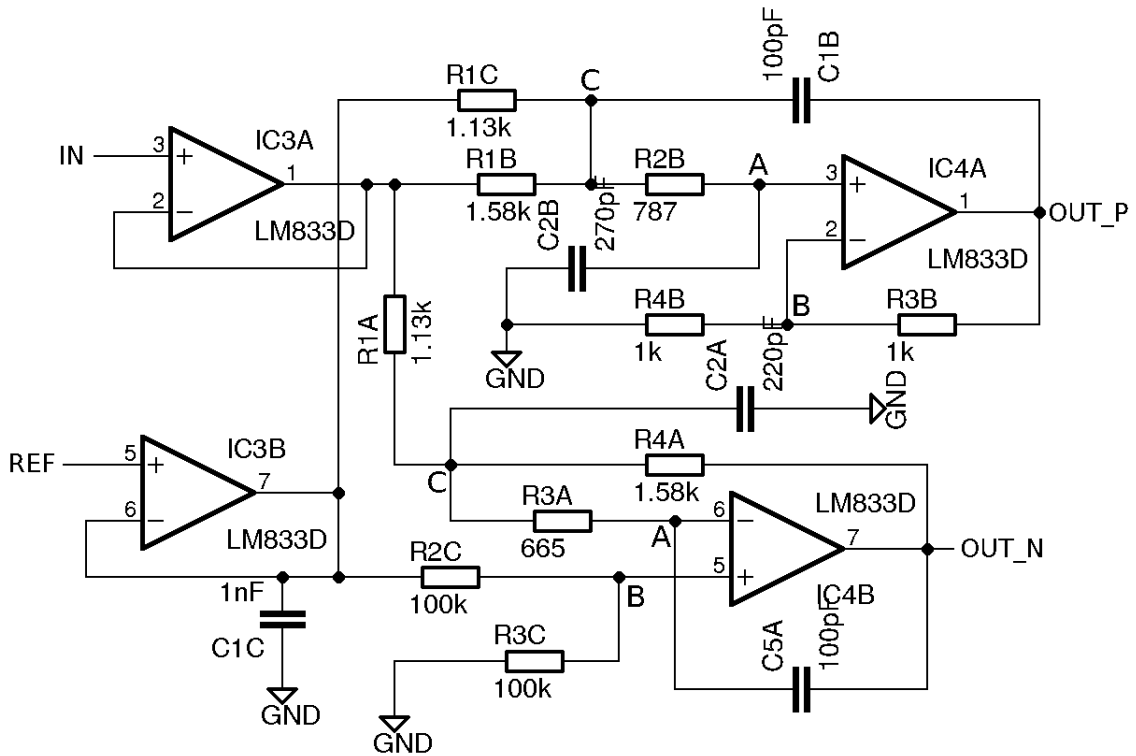 100pF
C1B
R1C
C
1.13k
IN
3
+
2
−
IC3A
1
LM833D
R1B
1.58k
R2B
787
A
C2B
270pF
3
+
2
−
IC4A
1
LM833D
OUT_P
R1A
1.13k
GND
R4B
1k
B
R3B
1k
C2A
220pF
GND
REF
5
+
6
−
IC3B
7
LM833D
C
R4A
1.58k
R3A
665
A
6
−
5
+
LM833D
7
IC4B
OUT_N
1nF
C1C
GND
R2C
100k
B
R3C
100k
GND
C5A
100pF